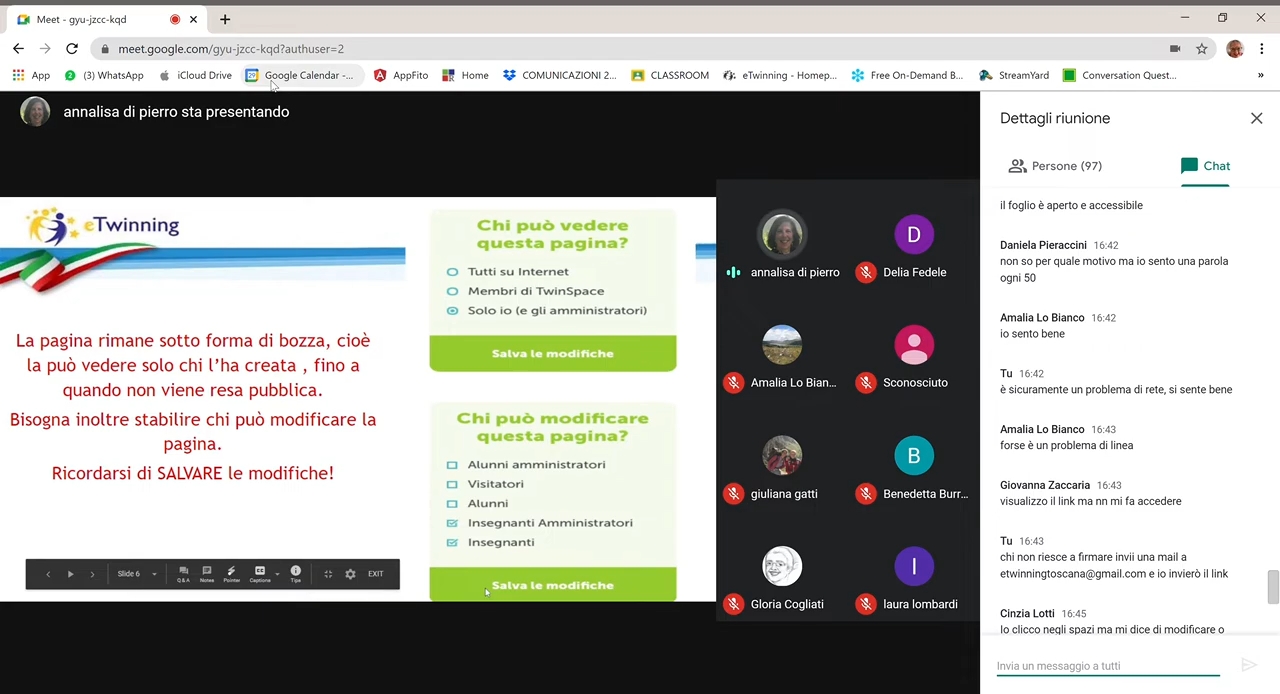 Meet - gyu-jzcc-kqd
meet.google.com/gyu-jzcc-kqd?authuser=2
App
(3) WhatsApp
iCloud Drive
Google Calendar -...
AppFito
Home
COMUNICAZIONI 2...
CLASSROOM
eTwinning - Homep...
Free On-Demand B...
StreamYard
Conversation Quest...
»
annalisa di pierro sta presentando
eTwinning
La pagina rimane sotto forma di bozza, cioè
la può vedere solo chi l'ha creata , fino a
quando non viene resa pubblica.
Bisogna inoltre stabilire chi può modificare la
pagina.
Ricordarsi di SALVARE le modifiche!
Slide 6
Q&A
Notes
Pointer
Captions
Tips
EXIT
Chi può vedere
questa pagina?
Tutti su Internet
Membri di TwinSpace
Solo io (e gli amministratori)
Salva le modifiche
Chi può modificare
questa pagina?
Alunni amministratori
Visitatori
Alunni
Insegnanti Amministratori
Insegnanti
Salva le modifiche
annalisa di pierro
D
Delia Fedele
Amalia Lo Bian...
Sconosciuto
giuliana gatti
B
Benedetta Burr...
Gloria Cogliati
l
laura lombardi
Dettagli riunione
Persone (97)
Chat
il foglio è aperto e accessibile
Daniela Pieraccini 16:42
non so per quale motivo ma io sento una parola
ogni 50
Amalia Lo Bianco 16:42
io sento bene
Tu 16:42
è sicuramente un problema di rete, si sente bene
Amalia Lo Bianco 16:43
forse è un problema di linea
Giovanna Zaccaria 16:43
visualizzo il link ma nn mi fa accedere
Tu 16:43
chi non riesce a firmare invii una mail a
etwinningtoscana@gmail.com e io invierò il link
Cinzia Lotti 16:45
Io clicco negli spazi ma mi dice di modificare o
Invia un messaggio a tutti